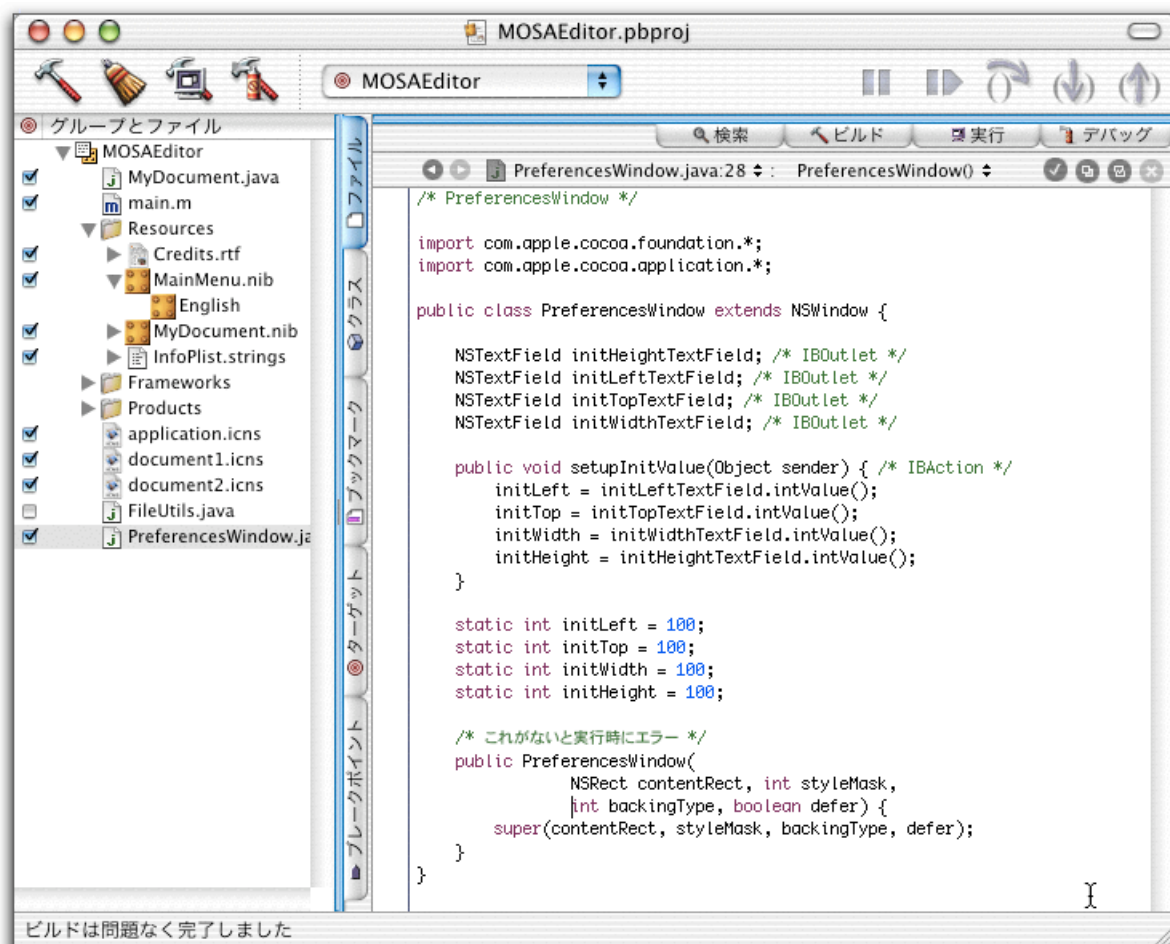 MOSAEditor.pbproj
MOSAEditor
グループとファイル
MOSAEditor
MyDocument.java
main.m
Resources
Credits.rtf
MainMenu.nib
English
MyDocument.nib
InfoPlist.strings
Frameworks
Products
application.icns
document1.icns
document2.icns
FileUtils.java
PreferencesWindow.ja
ファイル
クラス
ブックマーク
ターゲット
ブレークポイント
検索 ビルド 実行 デバッグ
PreferencesWindow.java:28 : PreferencesWindow()
/* PreferencesWindow */
import com.apple.cocoa.foundation.*;
import com.apple.cocoa.application.*;
public class PreferencesWindow extends NSWindow {
NSTextField initHeightTextField; /* IBOutlet */
NSTextField initLeftTextField; /* IBOutlet */
NSTextField initTopTextField; /* IBOutlet */
NSTextField initWidthTextField; /* IBOutlet */
public void setupInitValue(Object sender) { /* IBAction */
initLeft = initLeftTextField.intValue();
initTop = initTopTextField.intValue();
initWidth = initWidthTextField.intValue();
initHeight = initHeightTextField.intValue();
}
static int initLeft = 100;
static int initTop = 100;
static int initWidth = 100;
static int initHeight = 100;
/* これがないと実行時にエラー */
public PreferencesWindow(
NSRect contentRect, int styleMask,
int backingType, boolean defer) {
super(contentRect, styleMask, backingType, defer);
}
}
ビルドは問題なく完了しました